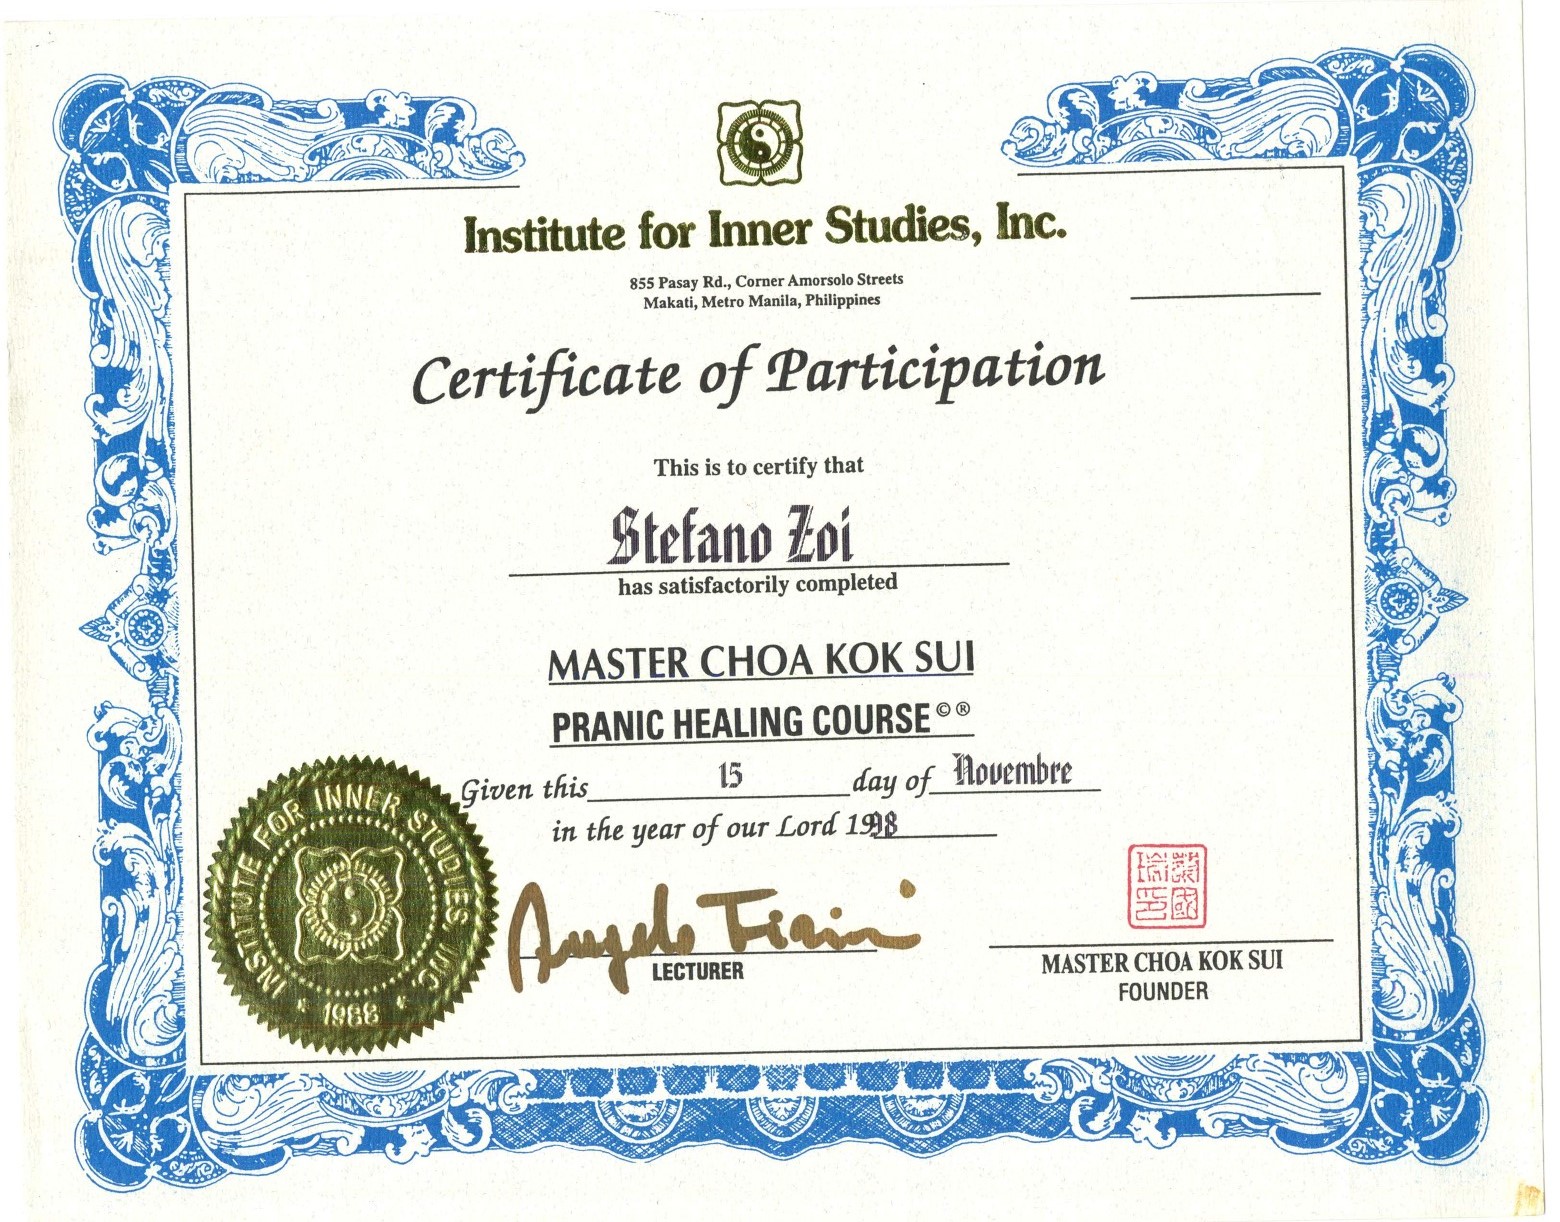 Institute for Inner Studies, Inc.
855 Pasay Rd., Corner Amorsolo Streets
Makati, Metro Manila, Philippines
Certificate of Participation
This is to certify that
Stefano Zoi
has satisfactorily completed
MASTER CHOA KOK SUI
PRANIC HEALING COURSE © ®
Given this 15 day of Novembre
in the year of our Lord 1998
INSTITUTE FOR INNER STUDIES, INC.
1988
Angelo
LECTURER
MASTER CHOA KOK SUI
FOUNDER